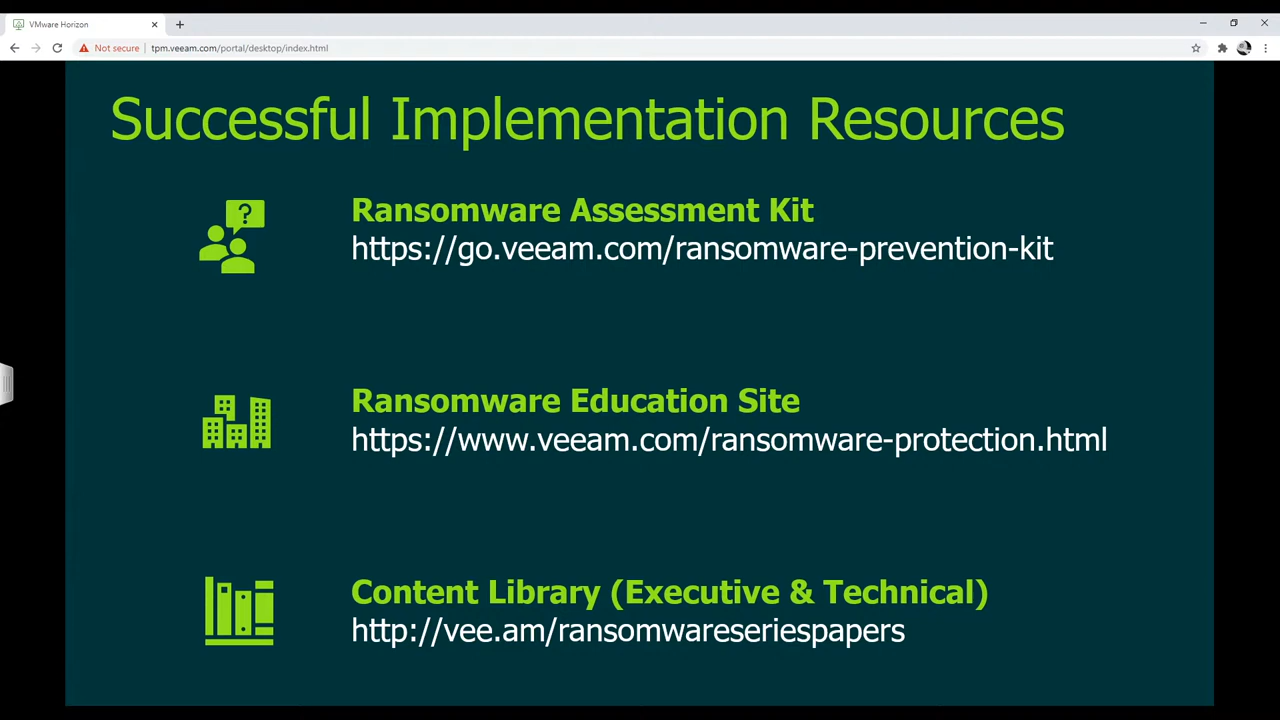 VMware Horizon
Not secure
tpm.veeam.com/portal/desktop/index.html
Successful Implementation Resources
?
Ransomware Assessment Kit
https://go.veeam.com/ransomware-prevention-kit
Ransomware Education Site
https://www.veeam.com/ransomware-protection.html
Content Library (Executive & Technical)
http://vee.am/ransomwareseriespapers